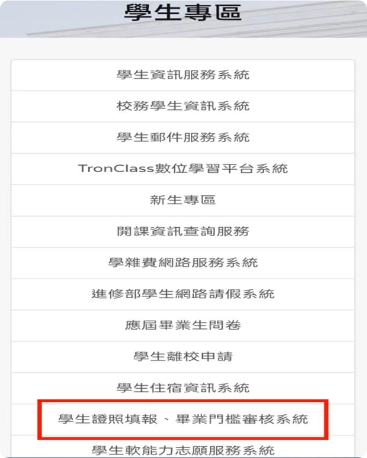 學生專區
學生資訊服務系統
校務學生資訊系統
學生郵件服務系統
TronClass數位學習平台系統
新生專區
開課資訊查詢服務
學雜費網路服務系統
進修部學生網路請假系統
應屆畢業生問卷
學生離校申請
學生住宿資訊系統
學生證照填報、畢業門檻審核系統
學生軟能力志願服務系統